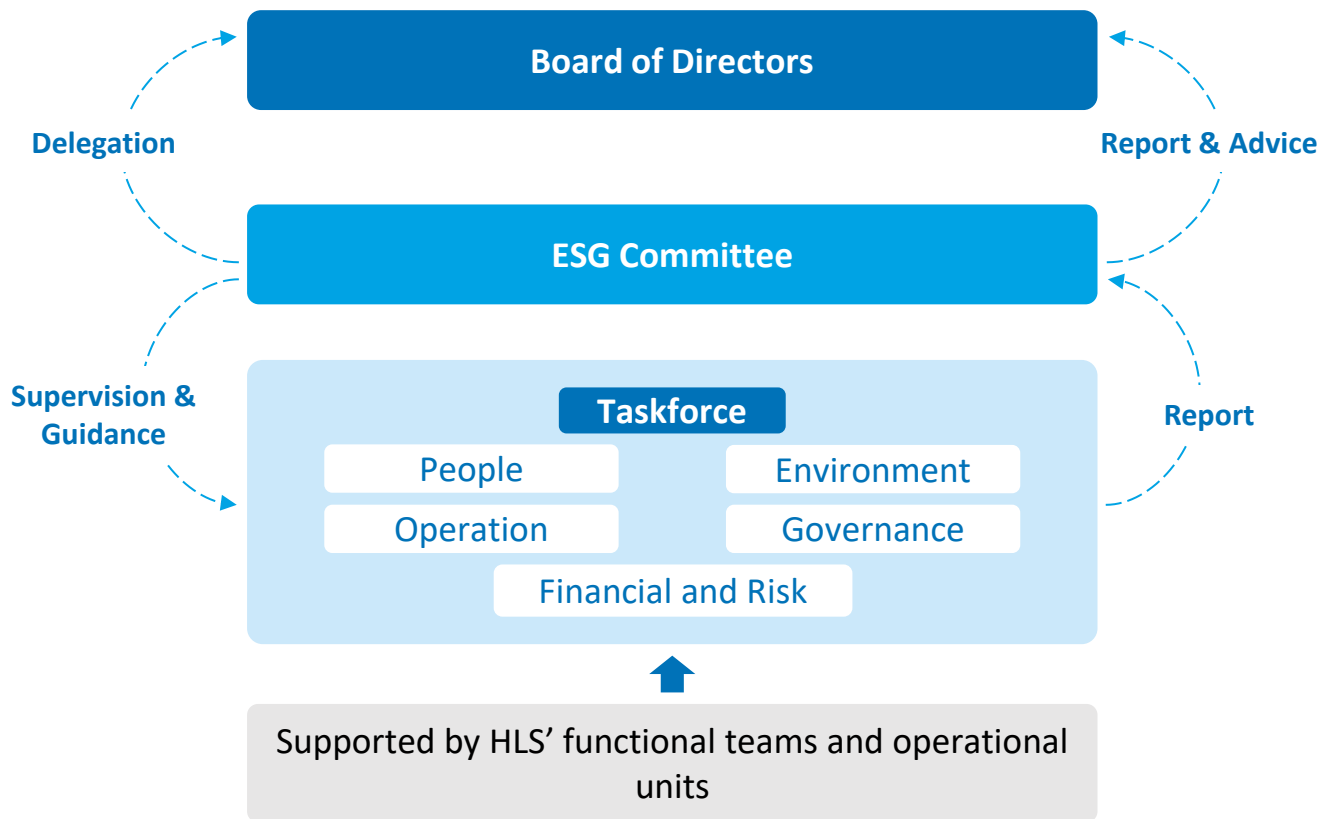 Board of Directors
Delegation
Report & Advice
ESG Committee
Supervision &
Guidance
Taskforce
People
Environment
Operation
Governance
Financial and Risk
Report
Supported by HLS’ functional teams and operational
units